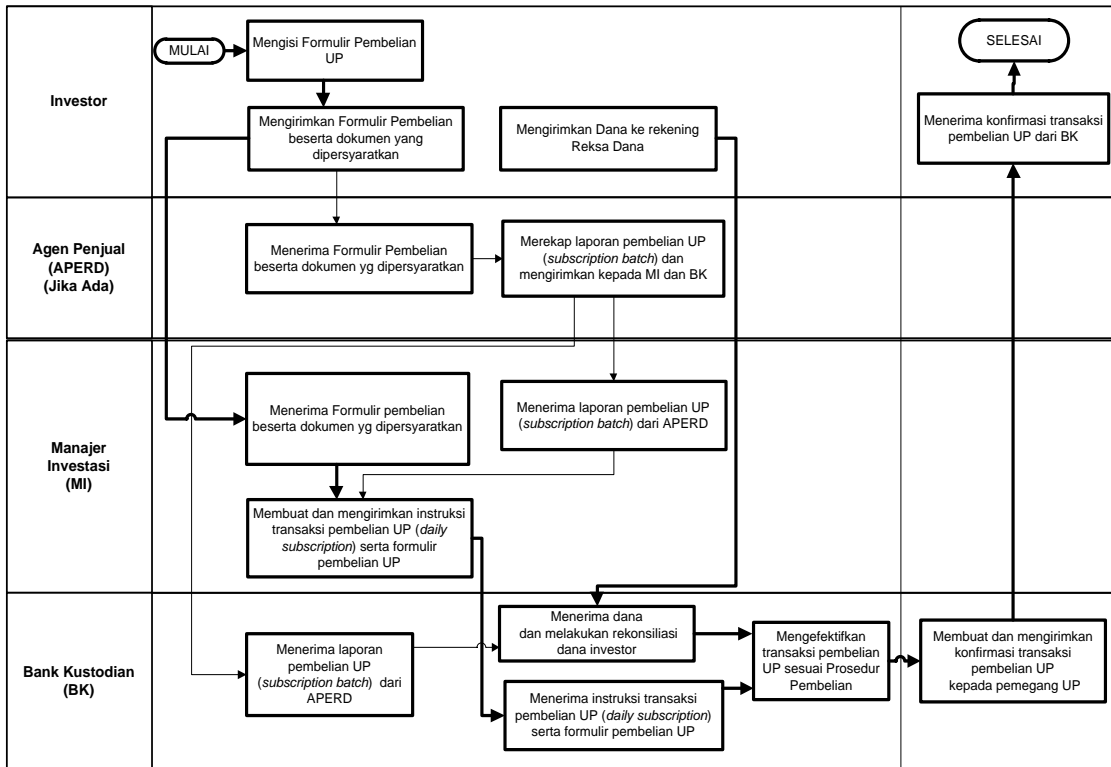 Investor
MULAI
Mengisi Formulir Pembelian
UP
Mengirimkan Formulir Pembelian
beserta dokumen yang
dipersyaratkan
Mengirimkan Dana ke rekening
Reksa Dana
SELESAI
Menerima konfirmasi transaksi
pembelian UP dari BK
Agen Penjual
(APERD)
(Jika Ada)
Menerima Formulir Pembelian
beserta dokumen yg dipersyaratkan
Merekap laporan pembelian UP
(subscription batch) dan
mengirimkan kepada MI dan BK
Manajer
Investasi
(MI)
Menerima Formulir pembelian
beserta dokumen yg dipersyaratkan
Menerima laporan pembelian UP
(subscription batch) dari APERD
Membuat dan mengirimkan instruksi
transaksi pembelian UP (daily
subscription) serta formulir
pembelian UP
Bank Kustodian
(BK)
Menerima laporan
pembelian UP
(subscription batch) dari
APERD
Menerima dana
dan melakukan rekonsiliasi
dana investor
Menerima instruksi transaksi
pembelian UP (daily subscription)
serta formulir pembelian UP
Mengefektifkan
transaksi pembelian
UP sesuai Prosedur
Pembelian
Membuat dan mengirimkan
konfirmasi transaksi
pembelian UP
kepada pemegang UP